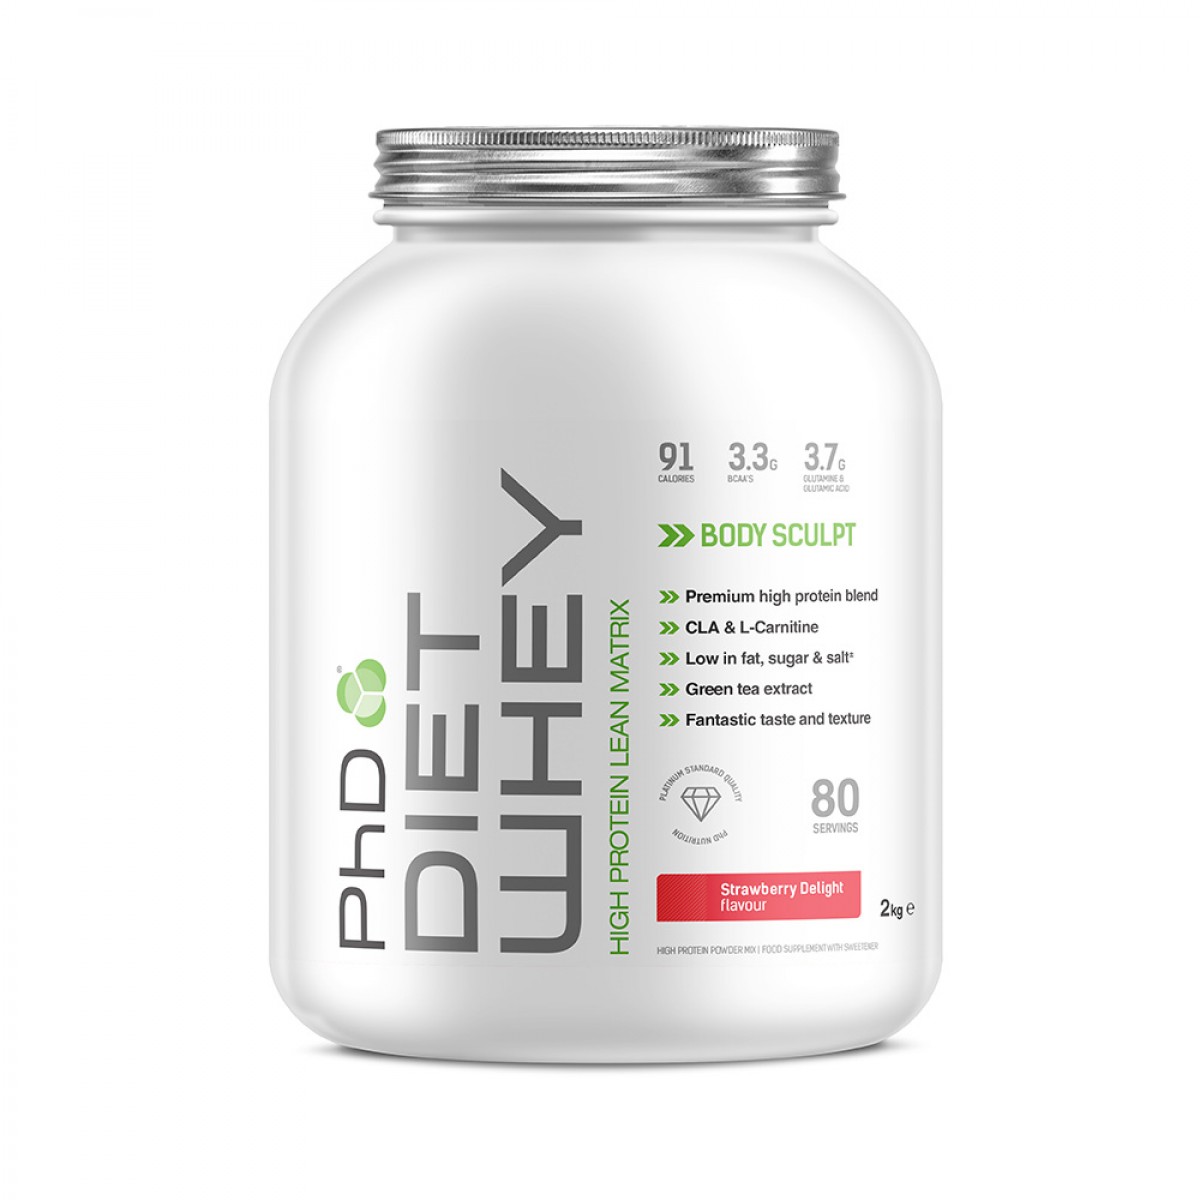 PhD®
DIET
WHEY
HIGH PROTEIN LEAN MATRIX
91
CALORIES
3.3G
BCAA'S
3.7G
GLUTAMINE &
GLUTAMIC ACID
BODY SCULPT
Premium high protein blend
CLA & L-Carnitine
Low in fat, sugar & salt±
Green tea extract
Fantastic taste and texture
PLATINUM STANDARD QUALITY
PhD NUTRITION
80
SERVINGS
Strawberry Delight
flavour
2kg ℮
HIGH PROTEIN POWDER MIX | FOOD SUPPLEMENT WITH SWEETENER